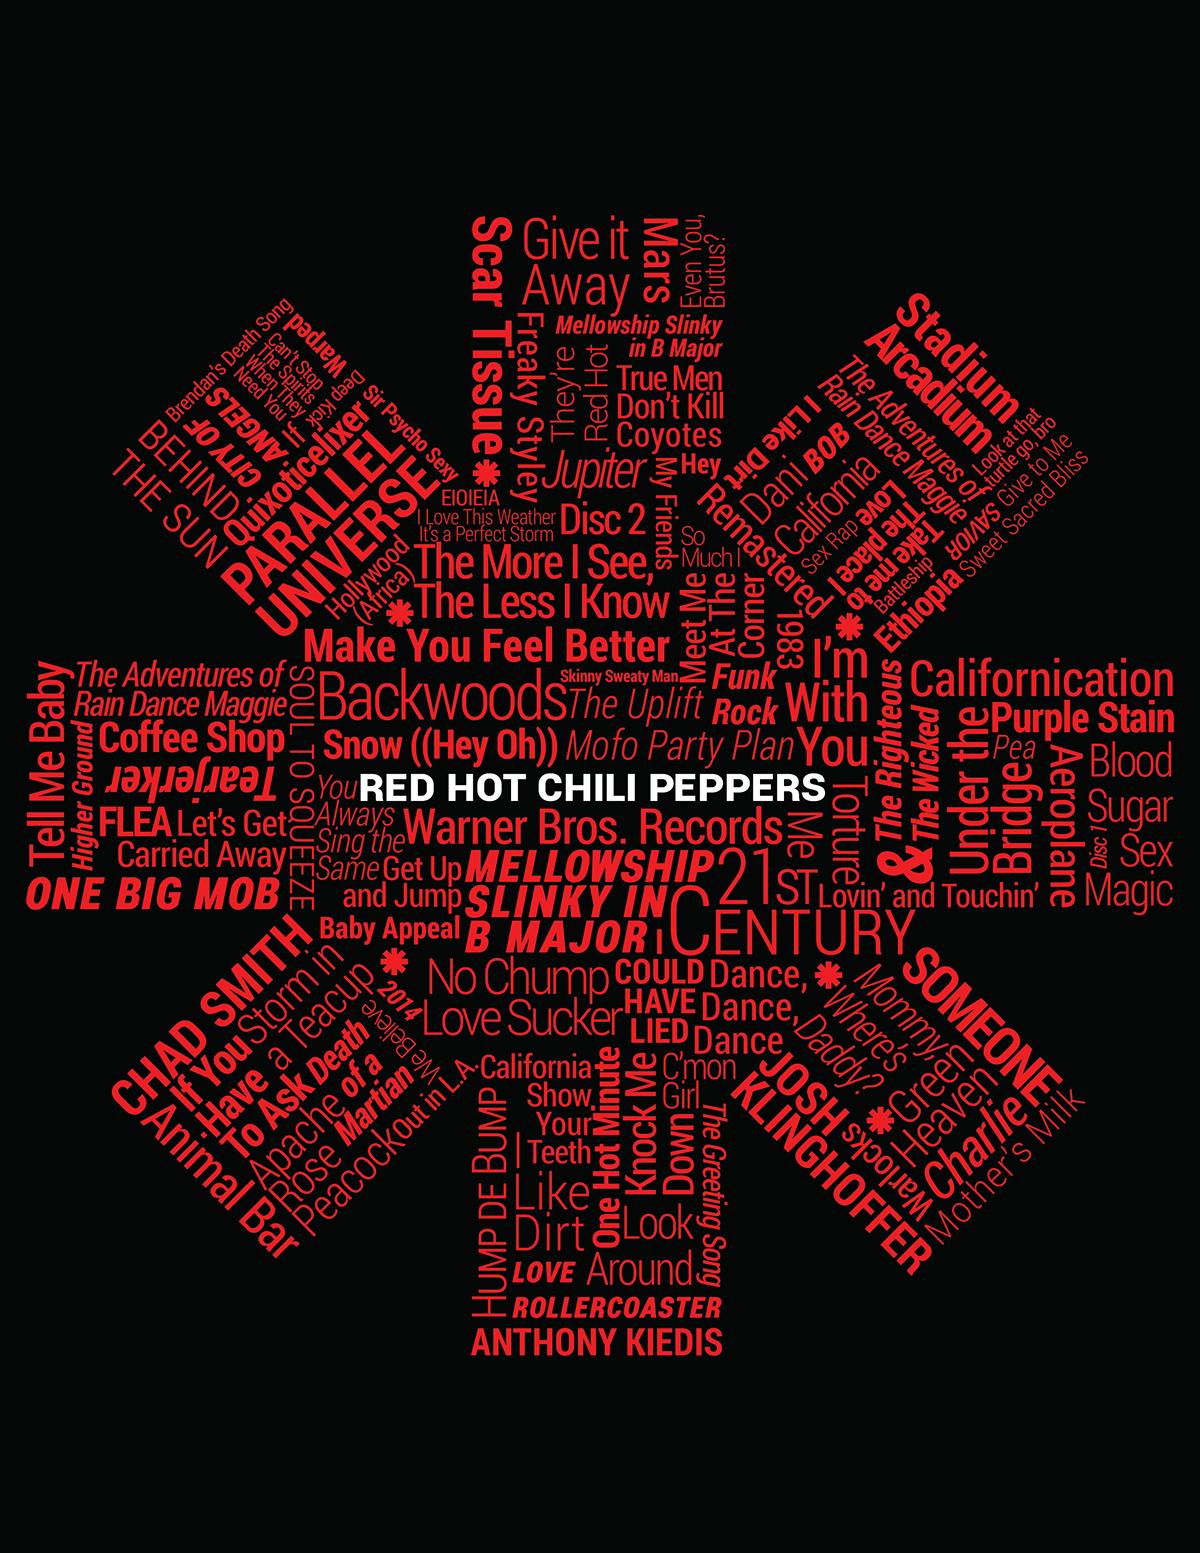 Scar Tissue
Give it
Away
Mars
Even You,
Brutus?
Freaky Styley
Mellowship Slinky
in B Major
They're
Red Hot
True Men
Don't Kill
Coyotes
Jupiter
My Friends
Hey
EIOIEIA
I Love This Weather
It's a Perfect Storm
Disc 2
So
Much I
The More I See,
The Less I Know
Meet Me
At The
Corner
Make You Feel Better
Brendan's Death Song
Warped
Can't Stop
The Spirits
When They
Need You
If
Deep Kick
Sir Psycho Sexy
CITY OF
ANGELS
BEHIND
THE SUN
Quixoticelixer
PARALLEL
UNIVERSE
Hollywood
(Africa)
Stadium
Arcadium
The Adventures of
Rain Dance Maggie
I Like Dirt
Dani
BOB
California
Remastered
Sex Rap
Love
The place I
Take me to
Look at that
turtle go, bro
Give to Me
Sweet Sacred Bliss
SAVIOR
Battleship
Ethiopia
1983
I'm
With
You
Tell Me Baby
The Adventures of
Rain Dance Maggie
Higher Ground
Coffee Shop
Tearjerker
FLEA
Let's Get
Carried Away
ONE BIG MOB
SOUL TO SQUEEZE
Backwoods
Skinny Sweaty Man
The Uplift
Funk
Rock
Snow ((Hey Oh))
Mofo Party Plan
You
Always
Sing the
Same
RED HOT CHILI PEPPERS
Warner Bros. Records
Me
Torture
& The Righteous
The Wicked
Californication
Under the
Bridge
Purple Stain
Pea
Aeroplane
Blood
Sugar
Disc 1
Sex
Magic
Get Up
and Jump
MELLOWSHIP
SLINKY IN
B MAJOR
21ST
CENTURY
Lovin' and Touchin'
Baby Appeal
I
COULD
HAVE
LIED
No Chump
Love Sucker
Dance,
Dance,
Dance
CHAD SMITH
If You
Have
To Ask
Storm in
a Teacup
2014
We Believe
Death
of a
Martian
Apache
Rose
Peacock
Out in L.A.
5
Animal Bar
California
Show
Your
Teeth
HUMP DE BUMP
I
Like
Dirt
One Hot Minute
Knock Me
Down
C'mon
Girl
The Greeting Song
Look
Around
LOVE
ROLLERCOASTER
ANTHONY KIEDIS
Mommy,
Where's
Daddy?
SOMEONE
Green
Heaven
Charlie
Mother's Milk
Warlocks
JOSH
KLINGHOFFER